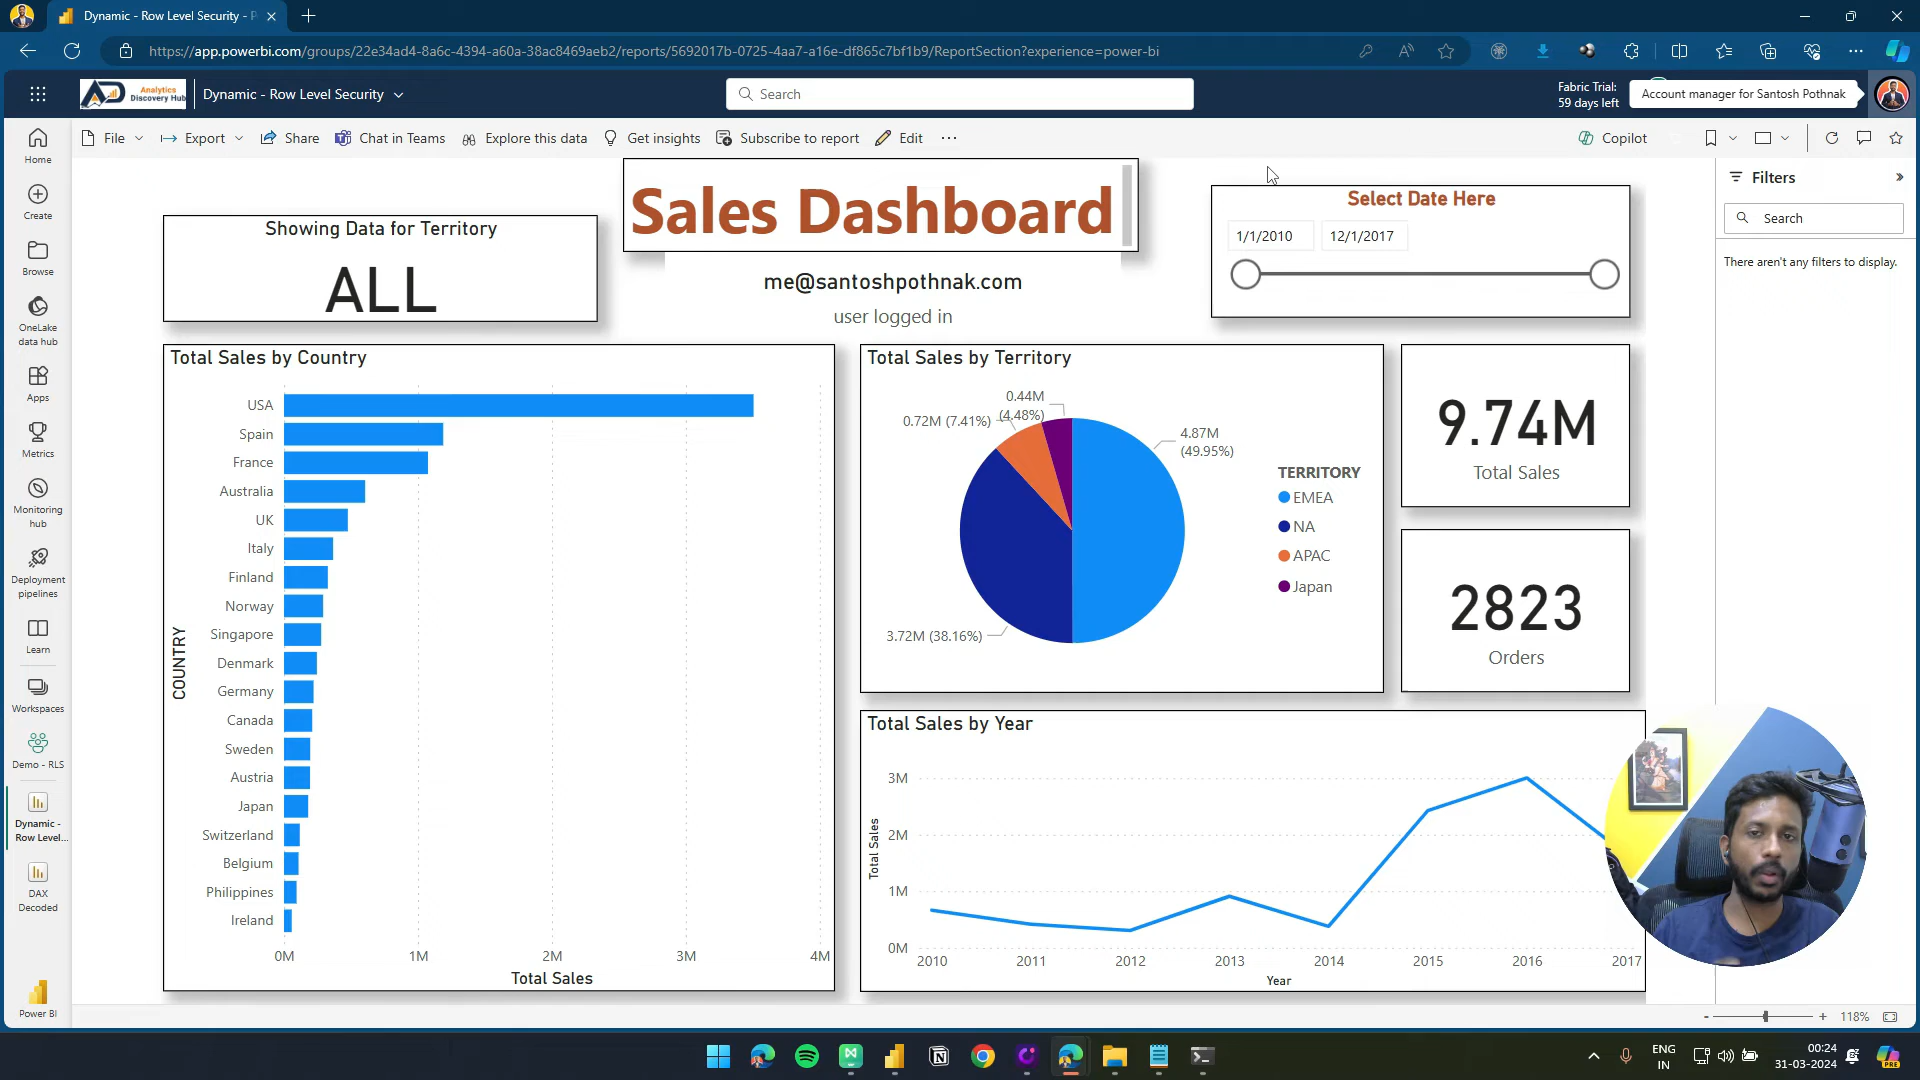 Dynamic - Row Level Security - P
https://app.powerbi.com/groups/22e34ad4-8a6c-4394-a60a-38ac8469aeb2/reports/5692017b-0725-4aa7-a16e-df865c7bf1b9/ReportSection?experience=power-bi
AD Analytics Discovery Hub
Dynamic - Row Level Security
Search
Fabric Trial:
59 days left
Account manager for Santosh Pothnak
File
Export
Share
Chat in Teams
Explore this data
Get insights
Subscribe to report
Edit
Copilot
Home
Create
Browse
OneLake
data hub
Apps
Metrics
Monitoring
hub
Deployment
pipelines
Learn
Workspaces
Demo - RLS
Dynamic -
Row Level...
DAX
Decoded
Power BI
Showing Data for Territory
ALL
Sales Dashboard
me@santoshpothnak.com
user logged in
Select Date Here
1/1/2010
12/1/2017
Filters
Search
There aren't any filters to display.
Total Sales by Country
COUNTRY
USA
Spain
France
Australia
UK
Italy
Finland
Norway
Singapore
Denmark
Germany
Canada
Sweden
Austria
Japan
Switzerland
Belgium
Philippines
Ireland
0M 1M 2M 3M 4M
Total Sales
Total Sales by Territory
0.44M
(4.48%)
0.72M (7.41%)
4.87M
(49.95%)
3.72M (38.16%)
TERRITORY
EMEA
NA
APAC
Japan
9.74M
Total Sales
2823
Orders
Total Sales by Year
Total Sales
3M
2M
1M
0M
2010 2011 2012 2013 2014 2015 2016 2017
Year
- + 118%
ENG
IN
00:24
31-03-2024
PRE